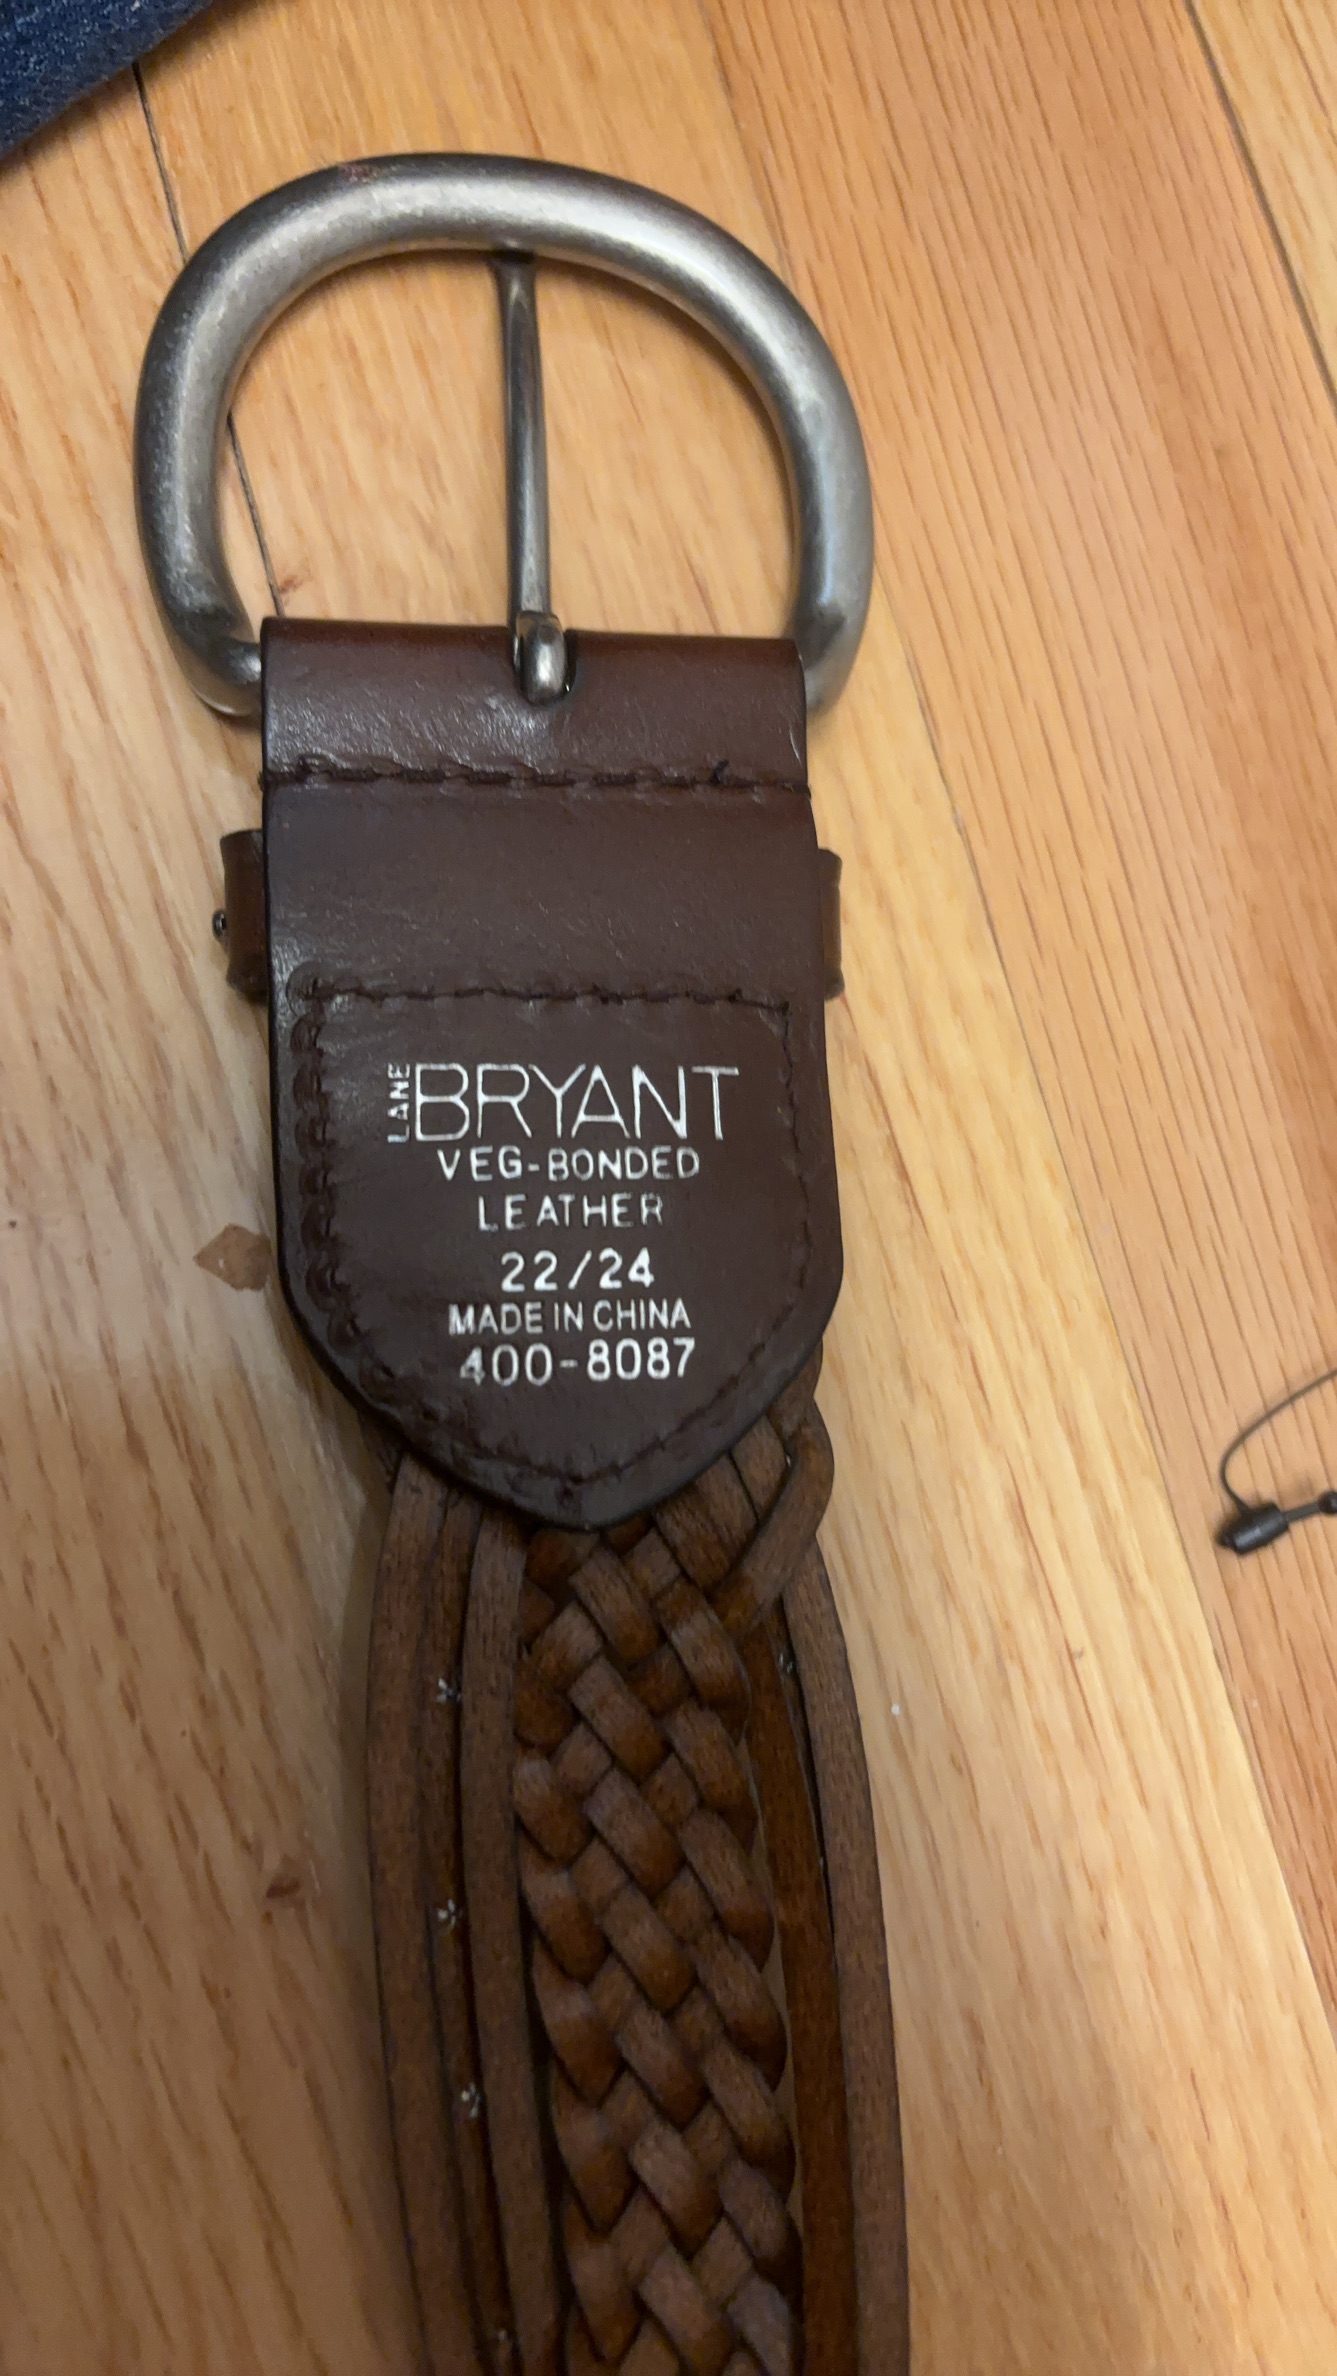 LANE BRYANT
VEG-BONDED
LEATHER
22/24
MADE IN CHINA
400-8087